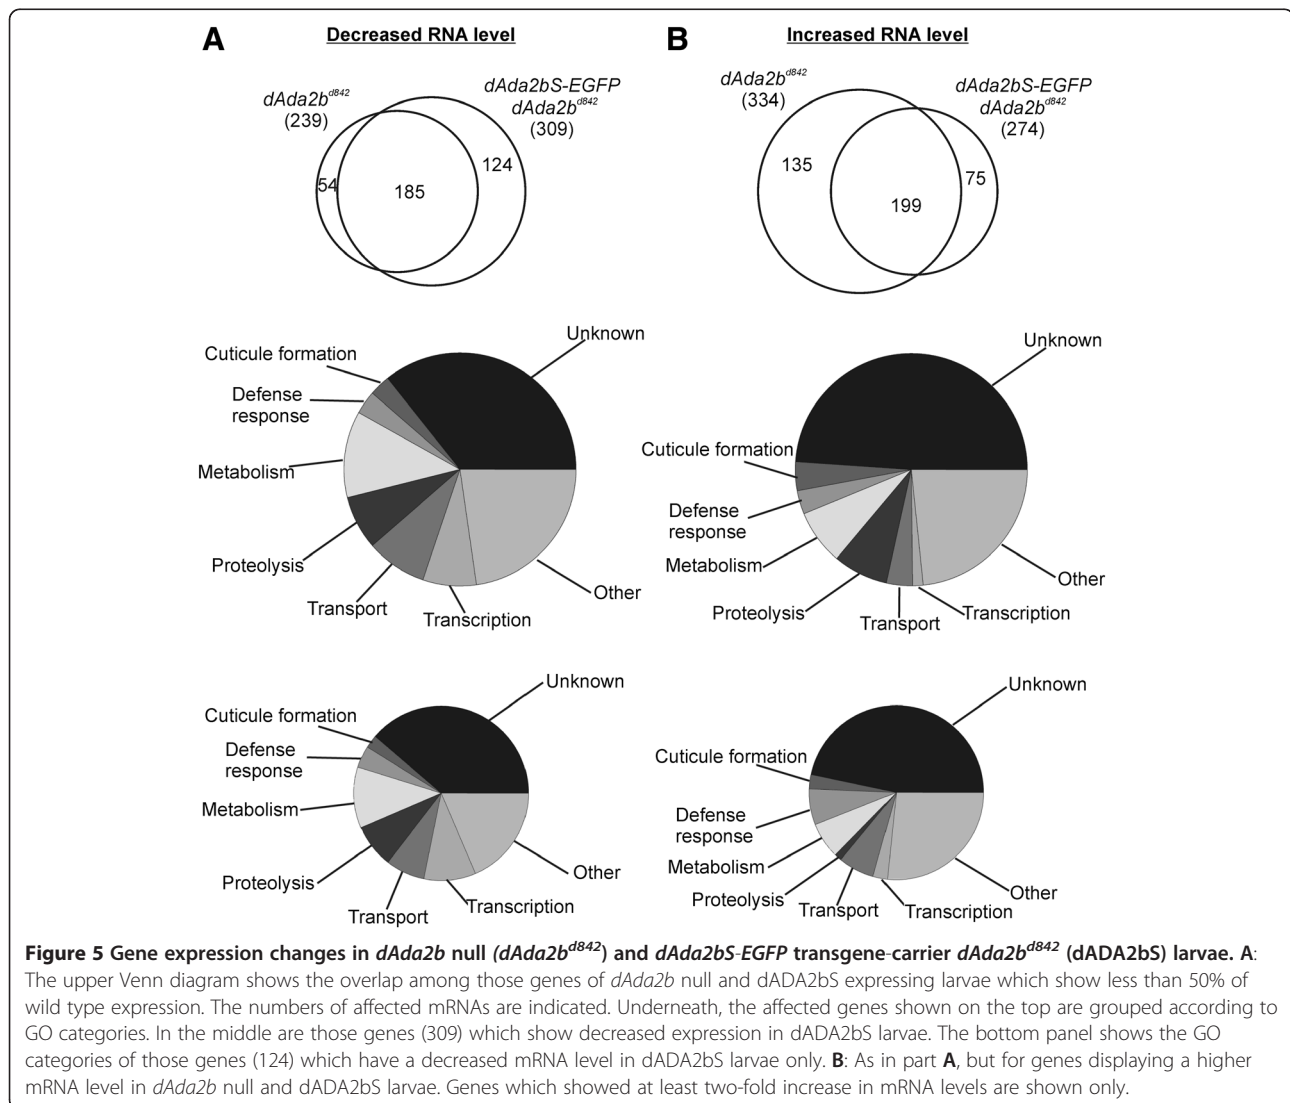 A Decreased RNA level
B Increased RNA level
dAda2b^d842
(239)
dAda2bS-EGFP
dAda2b^d842
(309)
54
185
124
dAda2b^d842
(334)
dAda2bS-EGFP
dAda2b^d842
(274)
135
199
75
Unknown
Cuticule formation
Defense
response
Metabolism
Proteolysis
Transport
Transcription
Other
Unknown
Cuticule formation
Defense
response
Metabolism
Proteolysis
Transport
Transcription
Other
Unknown
Cuticule formation
Defense
response
Metabolism
Proteolysis
Transport
Transcription
Other
Unknown
Cuticule formation
Defense
response
Metabolism
Proteolysis
Transport
Transcription
Other
Figure 5 Gene expression changes in dAda2b null (dAda2b^d842) and dAda2bS-EGFP transgene-carrier dAda2b^d842 (dADA2bS) larvae. A:
The upper Venn diagram shows the overlap among those genes of dAda2b null and dADA2bS expressing larvae which show less than 50% of
wild type expression. The numbers of affected mRNAs are indicated. Underneath, the affected genes shown on the top are grouped according to
GO categories. In the middle are those genes (309) which show decreased expression in dADA2bS larvae. The bottom panel shows the GO
categories of those genes (124) which have a decreased mRNA level in dADA2bS larvae only. B: As in part A, but for genes displaying a higher
mRNA level in dAda2b null and dADA2bS larvae. Genes which showed at least two-fold increase in mRNA levels are shown only.